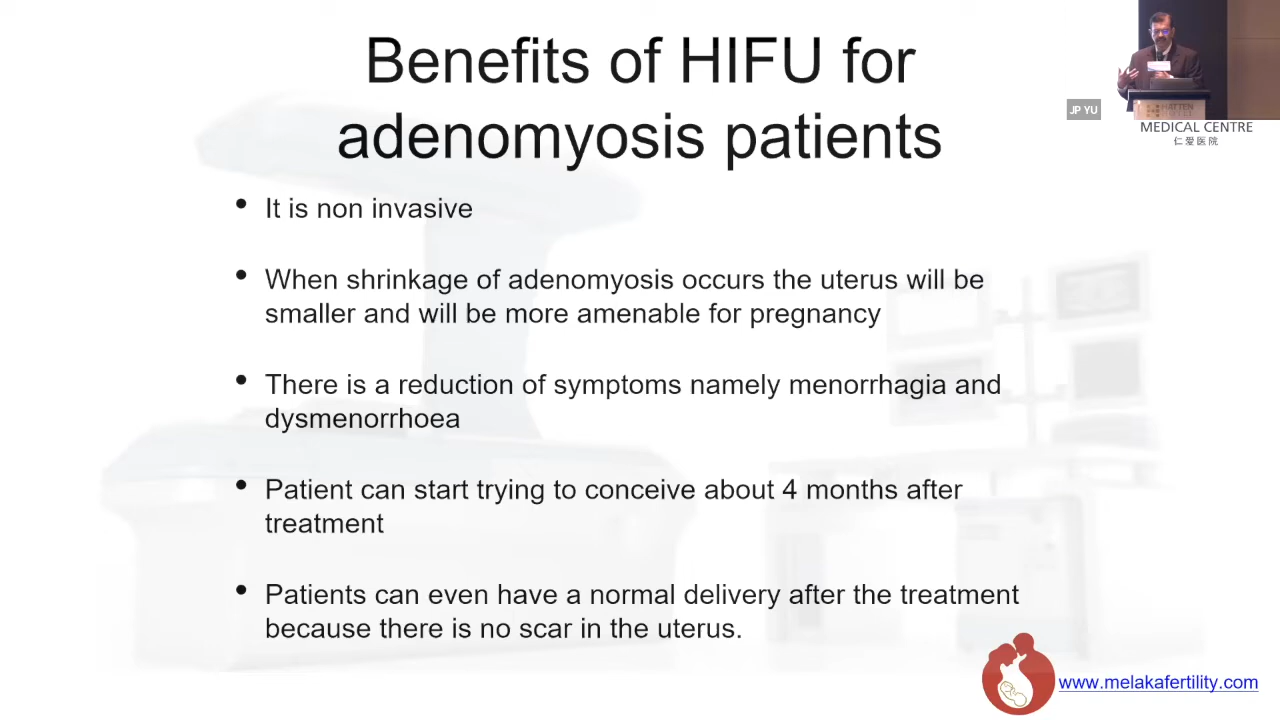 Benefits of HIFU for
adenomyosis patients
JP YU
HATTEN
MEDICAL CENTRE
仁爱医院
• It is non invasive
• When shrinkage of adenomyosis occurs the uterus will be
smaller and will be more amenable for pregnancy
• There is a reduction of symptoms namely menorrhagia and
dysmenorrhoea
• Patient can start trying to conceive about 4 months after
treatment
• Patients can even have a normal delivery after the treatment
because there is no scar in the uterus.
www.melakafertility.com